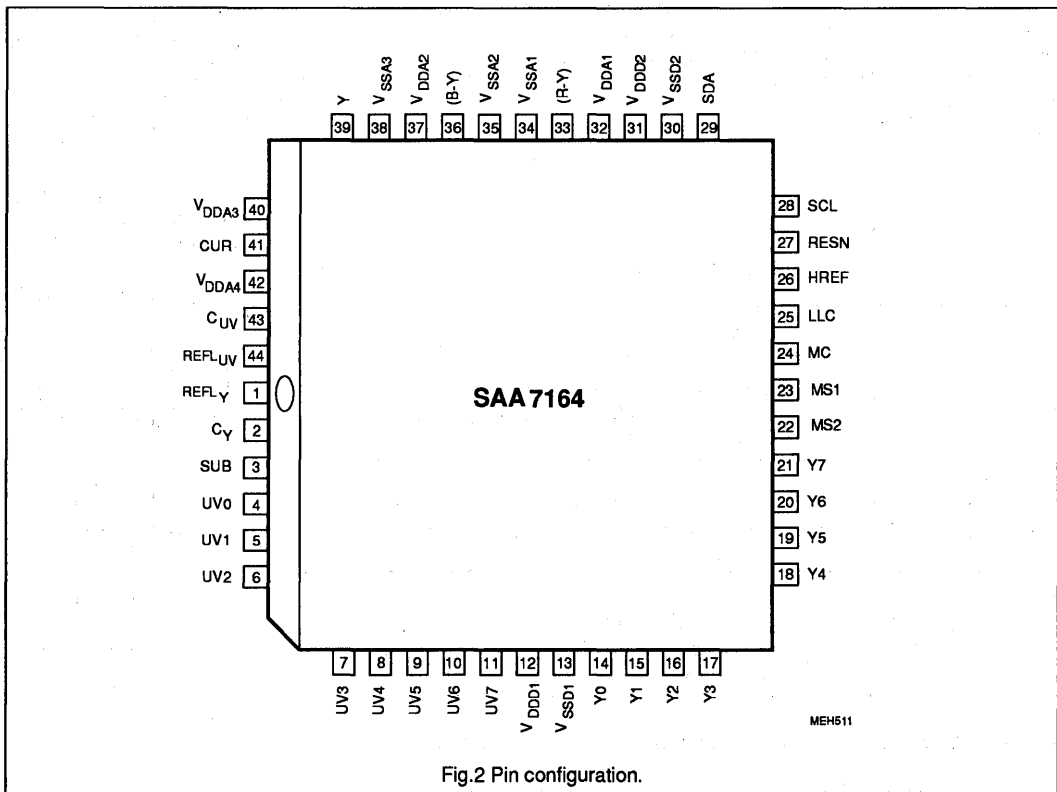 39 Y
38 VSSA3
37 VDDA2
36 (B-Y)
35 VSSA2
34 VSSA1
33 (R-Y)
32 VDDA1
31 VDDD2
30 VSSD2
29 SDA
VDDA3 40
CUR 41
VDDA4 42
CUV 43
REFLUV 44
REFLY 1
CY 2
SUB 3
UV0 4
UV1 5
UV2 6
SAA7164
28 SCL
27 RESN
26 HREF
25 LLC
24 MC
23 MS1
22 MS2
21 Y7
20 Y6
19 Y5
18 Y4
7 UV3
8 UV4
9 UV5
10 UV6
11 UV7
12 VDDD1
13 VSSD1
14 Y0
15 Y1
16 Y2
17 Y3
MEH511
Fig.2 Pin configuration.